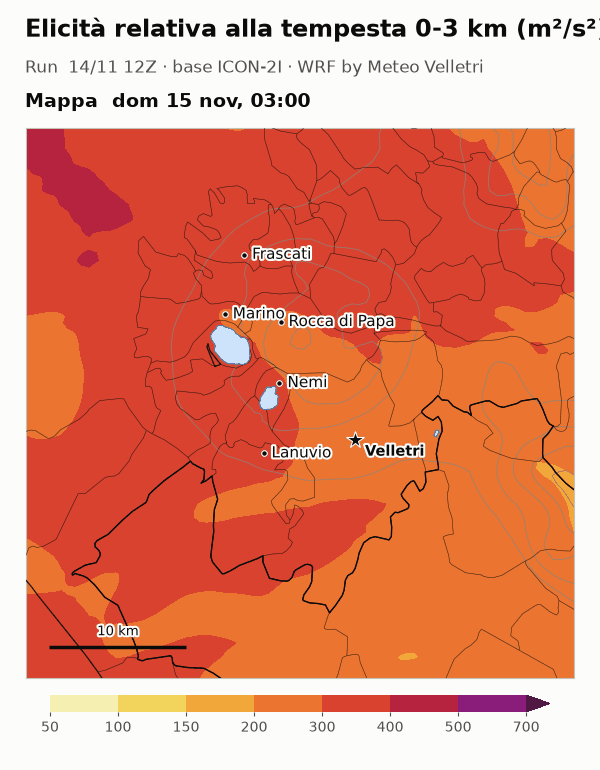 Elicità relativa alla tempesta 0-3 km (m²/s²)
Run 14/11 12Z · base ICON-2I · WRF by Meteo Velletri
Mappa dom 15 nov, 03:00
Frascati
Marino
Rocca di Papa
Nemi
Velletri
Lanuvio
10 km
50 100 150 200 300 400 500 700